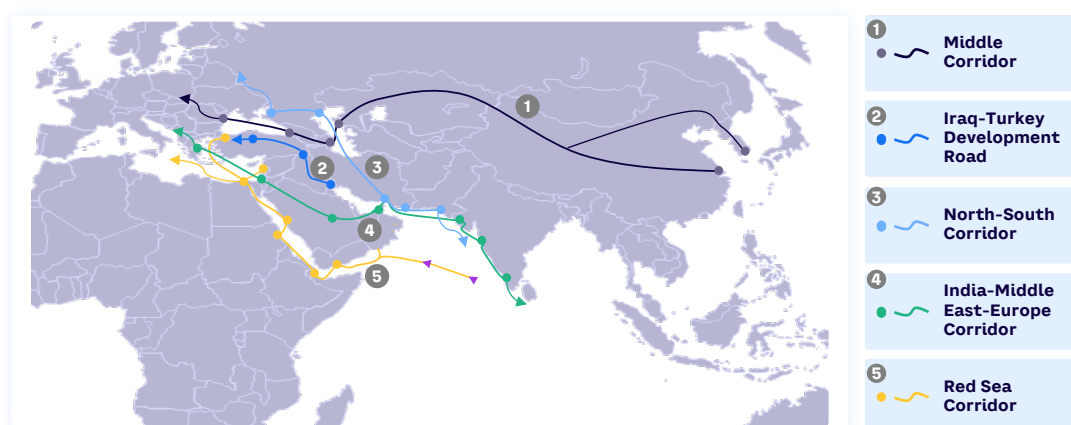 1
2
3
4
5
1
Middle
Corridor
2
Iraq-Turkey
Development
Road
3
North-South
Corridor
4
India-Middle
East-Europe
Corridor
5
Red Sea
Corridor